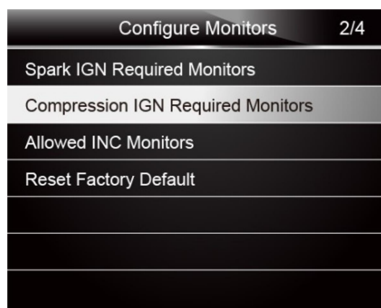 Configure Monitors 2/4
Spark IGN Required Monitors
Compression IGN Required Monitors
Allowed INC Monitors
Reset Factory Default